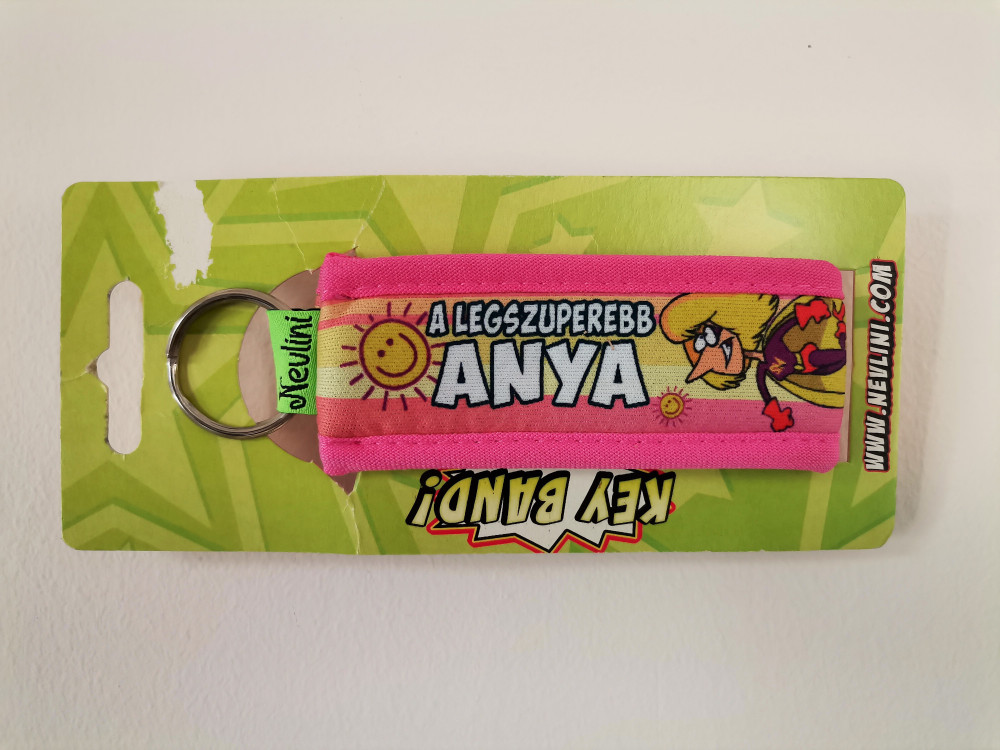 Nevlini
A LEGSZUPEREBB
ANYA
WWW.NEVLINI.COM
KEY BAND!